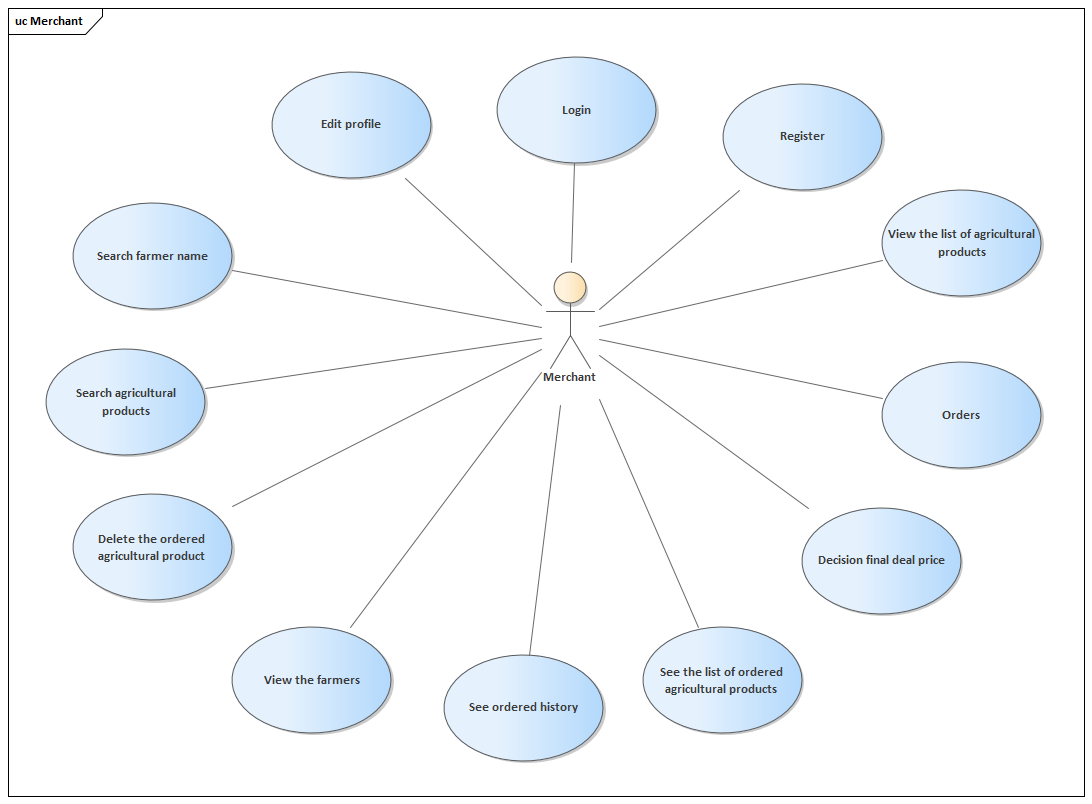 uc Merchant
Login
Edit profile
Register
View the list of agricultural
products
Search farmer name
Merchant
Search agricultural
products
Orders
Delete the ordered
agricultural product
Decision final deal price
View the farmers
See the list of ordered
agricultural products
See ordered history